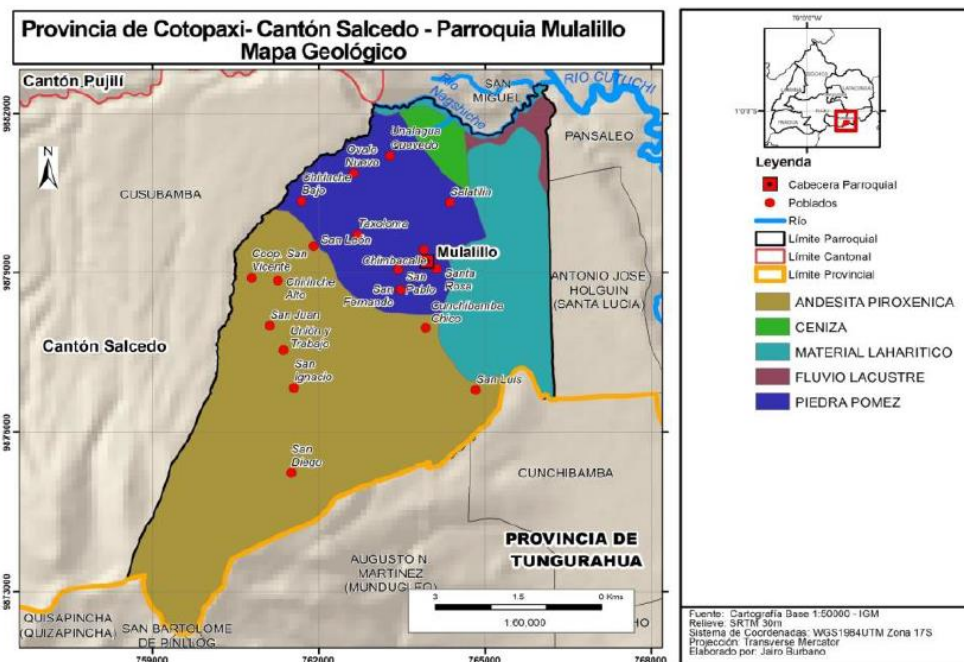 Provincia de Cotopaxi- Cantón Salcedo - Parroquia Mulalillo
Mapa Geológico
Cantón Pujilí
SAN
MIGUEL
RIO CUTUCHI
Río
Nagshiche
PANSALEO
N
CUSUBAMBA
Unalagua
Quevedo
Ovalo
Nuevo
Chirinche
Bajo
Salatilin
Taxoloma
San León
Mulalillo
Chimbacalle
Santa
Rosa
San
Pablo
San
Fernando
Cunchibamba
Chico
Coop. San
Vicente
Chirinche
Alto
San Juan
Unión y
Trabajo
San
Ignacio
San Luis
San
Diego
ANTONIO JOSE
HOLGUIN
(SANTA LUCIA)
Cantón Salcedo
CUNCHIBAMBA
PROVINCIA DE
TUNGURAHUA
AUGUSTO N
MARTINEZ
(MUNDUGLEO)
QUISAPINCHA
(QUIZAPINCHA)
SAN BARTOLOME
DE PINLLOG
3 1.5 0 Kms
1:60,000
9882000
9879000
9876000
9873000
759000
762000
765000
768000
Leyenda
Cabecera Parroquial
Poblados
Río
Límite Parroquial
Límite Cantonal
Límite Provincial
ANDESITA PIROXENICA
CENIZA
MATERIAL LAHARITICO
FLUVIO LACUSTRE
PIEDRA POMEZ
Fuente: Cartografía Base 1:50000 - IGM
Relieve: SRTM 30m
Sistema de Coordenadas: WGS1984UTM Zona 17S
Projección: Transverse Mercator
Elaborado por: Jairo Burbano